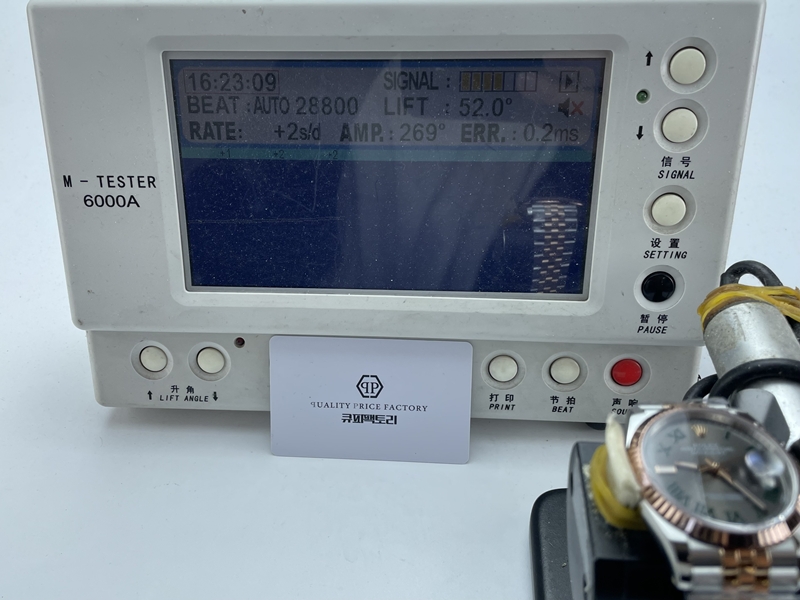 16:23:09 SIGNAL :
BEAT : AUTO 28800 LIFT : 52.0°
RATE: +2s/d AMP. : 269° ERR. : 0.2ms
M - TESTER
6000A
信号
SIGNAL
设置
SETTING
暂停
PAUSE
升角
LIFT ANGLE
打印
PRINT
节拍
BEAT
声响
QUALITY PRICE FACTORY
큐피팩토리